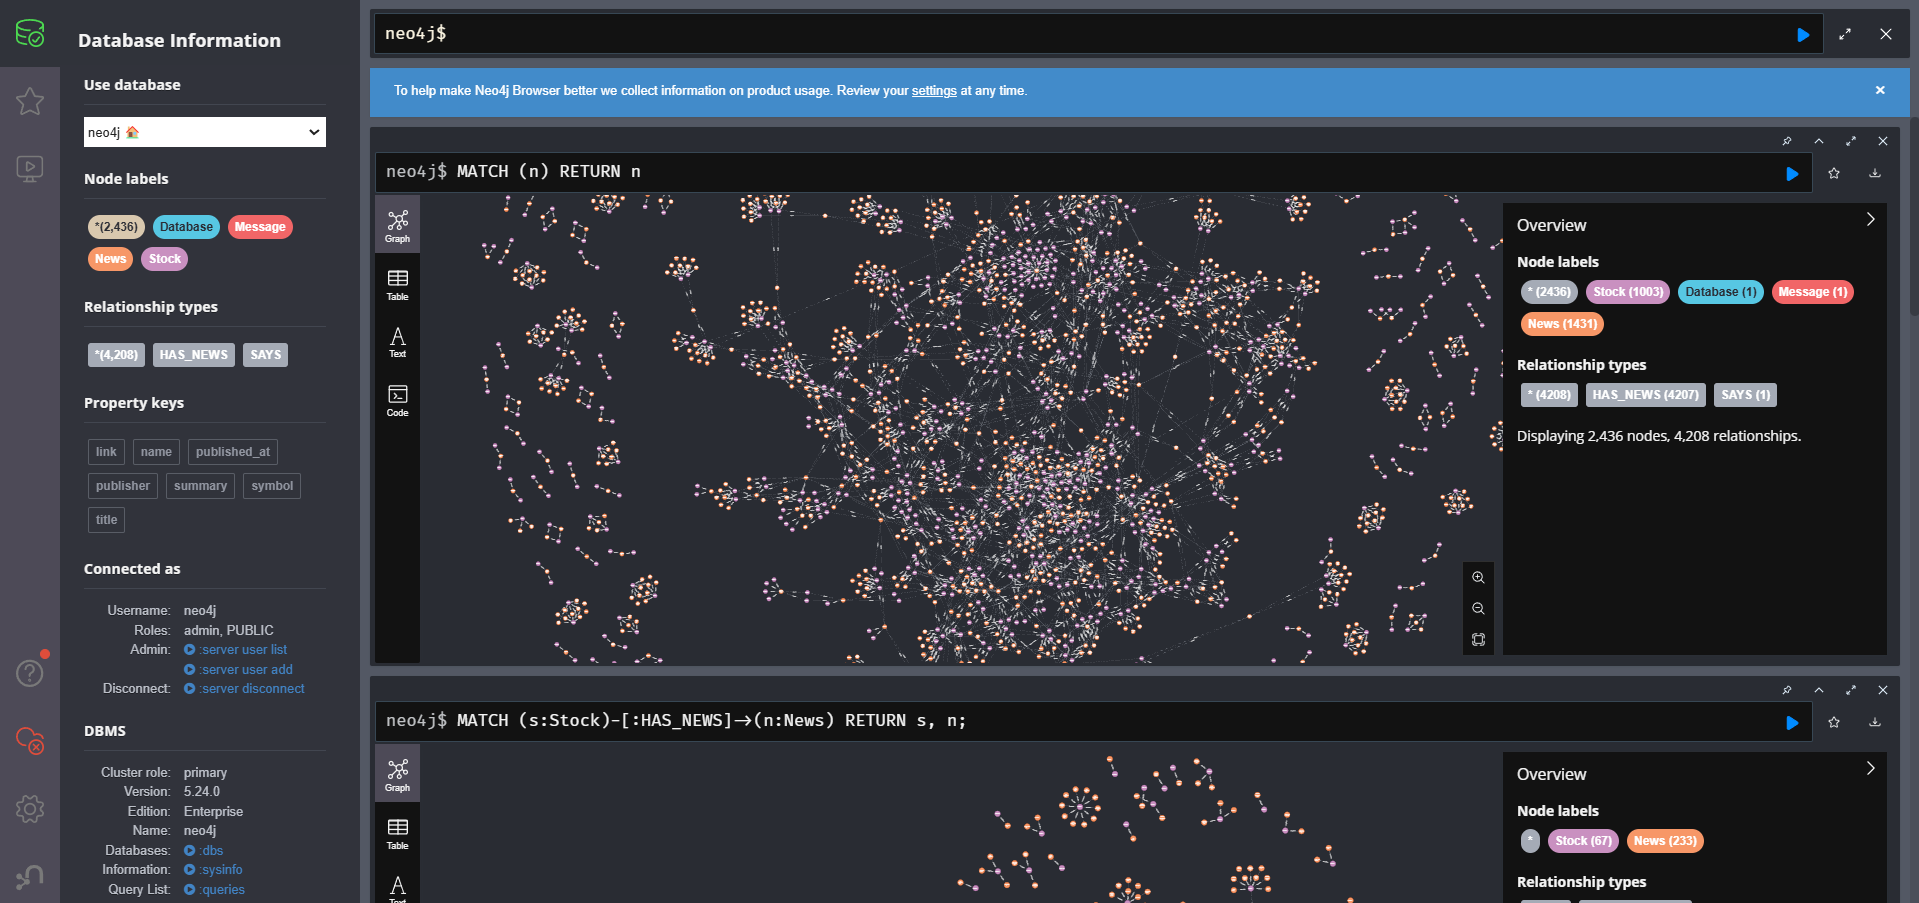 Database Information
Use database
neo4j
Node labels
*(2,436) Database Message
News Stock
Relationship types
*(4,208) HAS_NEWS SAYS
Property keys
link name published_at
publisher summary symbol
title
Connected as
Username: neo4j
Roles: admin, PUBLIC
Admin: :server user list
:server user add
Disconnect: :server disconnect
DBMS
Cluster role: primary
Version: 5.24.0
Edition: Enterprise
Name: neo4j
Databases: :dbs
Information: :sysinfo
Query List: :queries
neo4j$
To help make Neo4j Browser better we collect information on product usage. Review your settings at any time.
neo4j$ MATCH (n) RETURN n
Graph
Table
Text
Code
Overview
Node labels
* (2436) Stock (1003) Database (1) Message (1)
News (1431)
Relationship types
* (4208) HAS_NEWS (4207) SAYS (1)
Displaying 2,436 nodes, 4,208 relationships.
neo4j$ MATCH (s:Stock)-[:HAS_NEWS]->(n:News) RETURN s, n;
Graph
Table
Text
Overview
Node labels
* Stock (67) News (233)
Relationship types